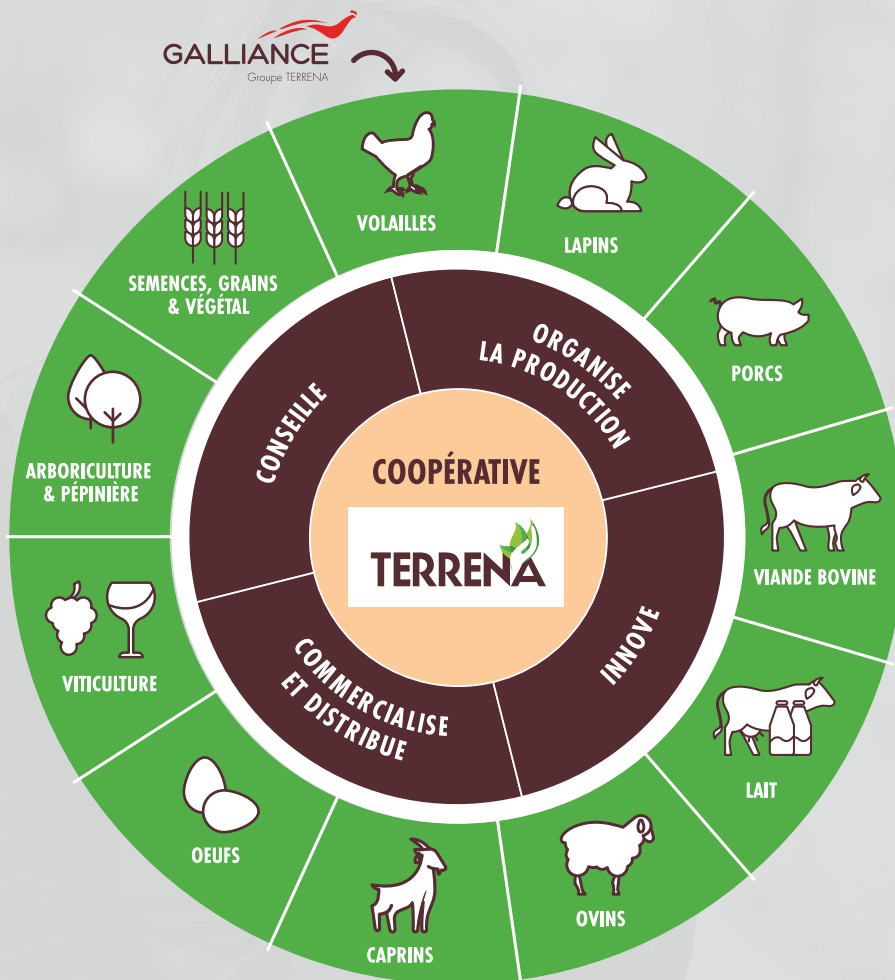 GALLIANCE
Groupe TERRENA
VOLAILLES
LAPINS
PORCS
VIANDE BOVINE
LAIT
OVINS
CAPRINS
OEUFS
VITICULTURE
ARBORICULTURE
& PÉPINIÈRE
SEMENCES, GRAINS
& VÉGÉTAL
CONSEILLE
ORGANISE
LA PRODUCTION
INNOVE
COMMERCIALISE
ET DISTRIBUE
COOPÉRATIVE
TERRENA